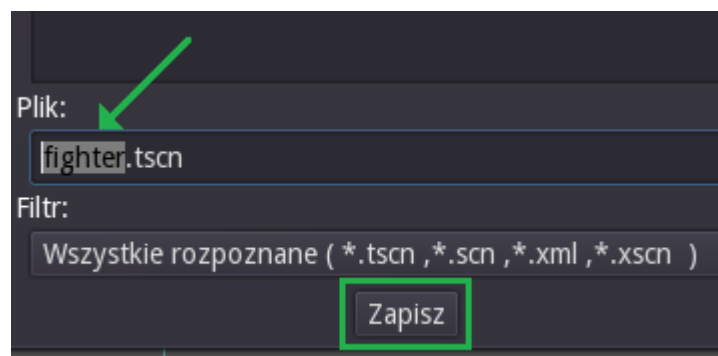 Plik:
fighter.tscn
Filtr:
Wszystkie rozpoznane ( *.tscn ,*.scn ,*.xml ,*.xscn )
Zapisz